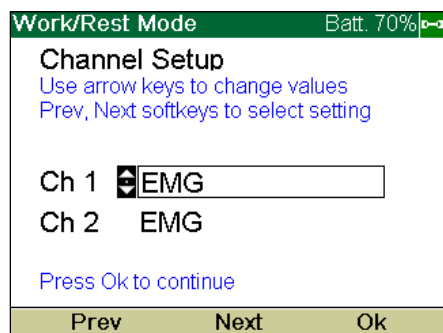 Work/Rest Mode Batt. 70%
Channel Setup
Use arrow keys to change values
Prev, Next softkeys to select setting
Ch 1 EMG
Ch 2 EMG
Press Ok to continue
Prev Next Ok